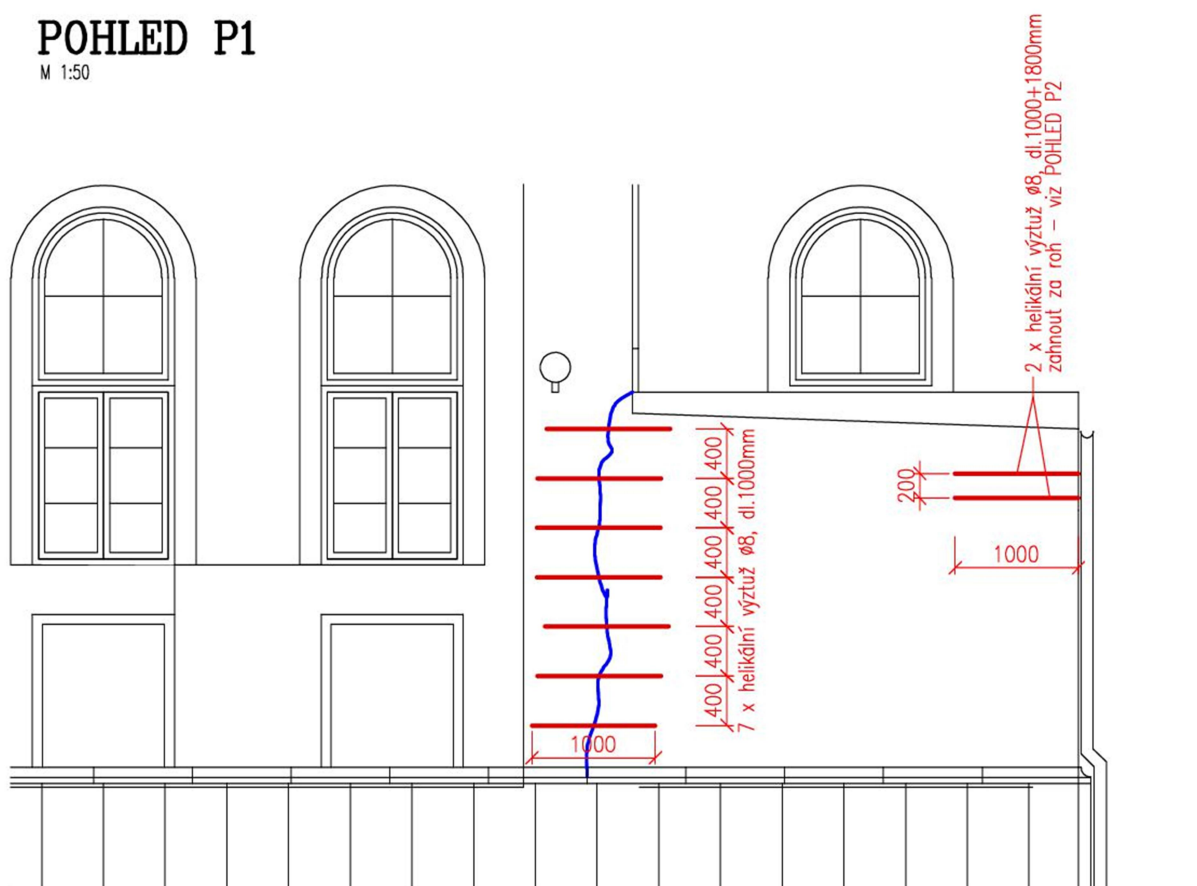 POHLED P1
M 1:50
2 x helikální výztuž ø8, dl.1000+1800mm
zahnout za roh – viz POHLED P2
400
400
400
400
400
400
7 x helikální výztuž ø8, dl.1000mm
1000
200
1000